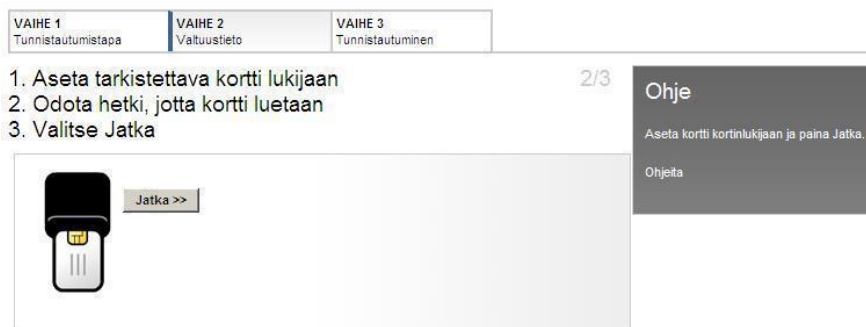 VAIHE 1
Tunnistautumistapa
VAIHE 2
Valtuustieto
VAIHE 3
Tunnistautuminen
1. Aseta tarkistettava kortti lukijaan
2. Odota hetki, jotta kortti luetaan
3. Valitse Jatka
2/3
Jatka >>
Ohje
Aseta kortti kortinlukijaan ja paina Jatka.
Ohjeita